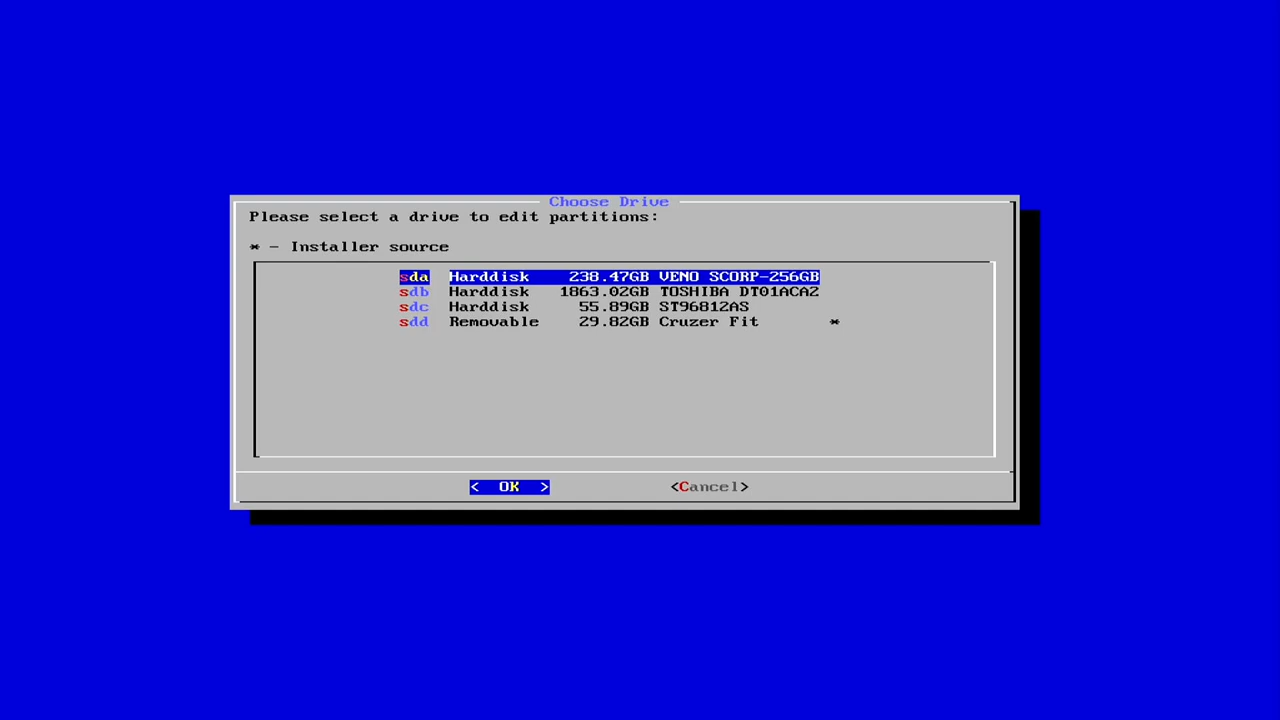 Choose Drive
Please select a drive to edit partitions:
* - Installer source
sda Harddisk 238.47GB VENO SCORP-256GB
sdb Harddisk 1863.02GB TOSHIBA DT01ACA2
sdc Harddisk 55.89GB ST96812AS
sdd Removable 29.82GB Cruzer Fit *
< OK > <Cancel>